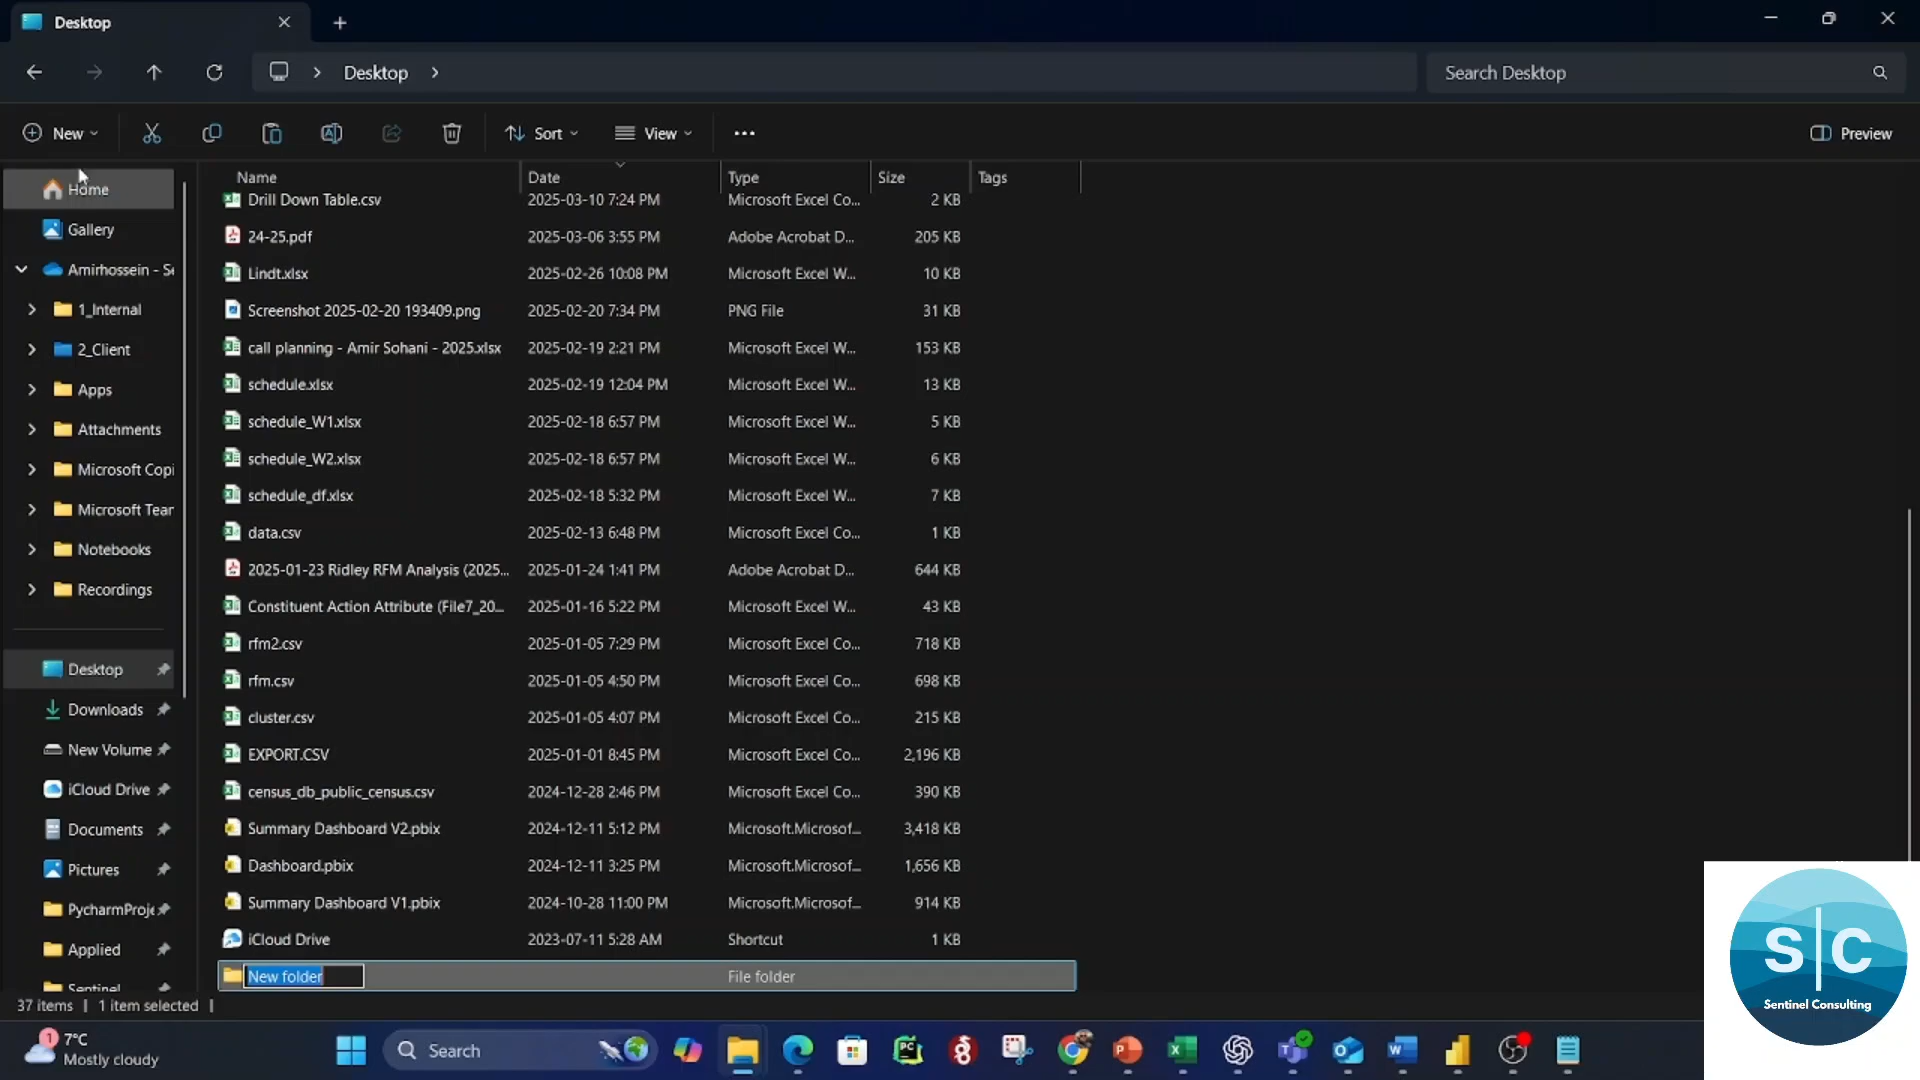 Desktop
Desktop
Search Desktop
New
Sort
View
Preview
Name Date Type Size Tags
Drill Down Table.csv 2025-03-10 7:24 PM Microsoft Excel Co... 2 KB
24-25.pdf 2025-03-06 3:55 PM Adobe Acrobat D... 205 KB
Lindt.xlsx 2025-02-26 10:08 PM Microsoft Excel W... 10 KB
Screenshot 2025-02-20 193409.png 2025-02-20 7:34 PM PNG File 31 KB
call planning - Amir Sohani - 2025.xlsx 2025-02-19 2:21 PM Microsoft Excel W... 153 KB
schedule.xlsx 2025-02-19 12:04 PM Microsoft Excel W... 13 KB
schedule_W1.xlsx 2025-02-18 6:57 PM Microsoft Excel W... 5 KB
schedule_W2.xlsx 2025-02-18 6:57 PM Microsoft Excel W... 6 KB
schedule_df.xlsx 2025-02-18 5:32 PM Microsoft Excel W... 7 KB
data.csv 2025-02-13 6:48 PM Microsoft Excel Co... 1 KB
2025-01-23 Ridley RFM Analysis (2025... 2025-01-24 1:41 PM Adobe Acrobat D... 644 KB
Constituent Action Attribute (File7_20... 2025-01-16 5:22 PM Microsoft Excel W... 43 KB
rfm2.csv 2025-01-05 7:29 PM Microsoft Excel Co... 718 KB
rfm.csv 2025-01-05 4:50 PM Microsoft Excel Co... 698 KB
cluster.csv 2025-01-05 4:07 PM Microsoft Excel Co... 215 KB
EXPORT.CSV 2025-01-01 8:45 PM Microsoft Excel Co... 2,196 KB
census_db_public_census.csv 2024-12-28 2:46 PM Microsoft Excel Co... 390 KB
Summary Dashboard V2.pbix 2024-12-11 5:12 PM Microsoft.Microsof... 3,418 KB
Dashboard.pbix 2024-12-11 3:25 PM Microsoft.Microsof... 1,656 KB
Summary Dashboard V1.pbix 2024-10-28 11:00 PM Microsoft.Microsof... 914 KB
iCloud Drive 2023-07-11 5:28 AM Shortcut 1 KB
New folder File folder
Home
Gallery
Amirhossein - Se
1_Internal
2_Client
Apps
Attachments
Microsoft Copi
Microsoft Tear
Notebooks
Recordings
Desktop
Downloads
New Volume
iCloud Drive
Documents
Pictures
PycharmProje
Applied
Sentinel
37 items | 1 item selected |
1
7°C
Mostly cloudy
Search
S|C
Sentinel Consulting